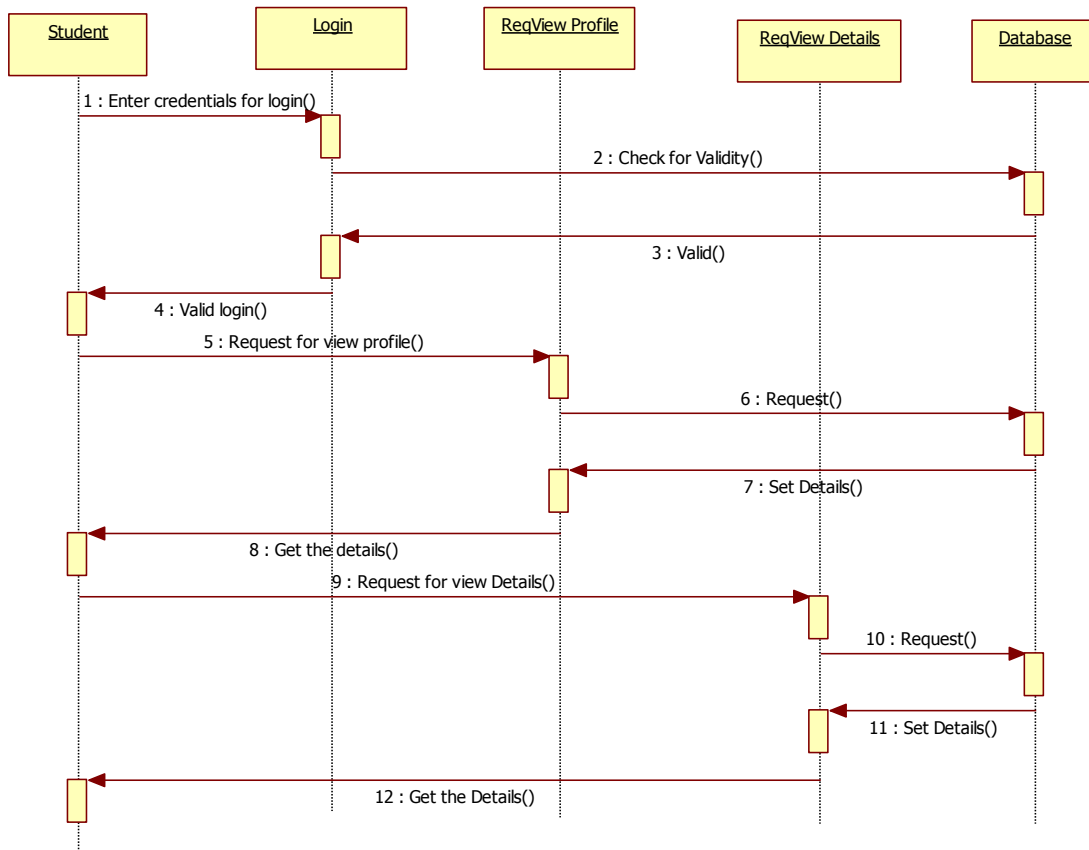 Student
Login
ReqView Profile
ReqView Details
Database
1 : Enter credentials for login()
2 : Check for Validity()
3 : Valid()
4 : Valid login()
5 : Request for view profile()
6 : Request()
7 : Set Details()
8 : Get the details()
9 : Request for view Details()
10 : Request()
11 : Set Details()
12 : Get the Details()